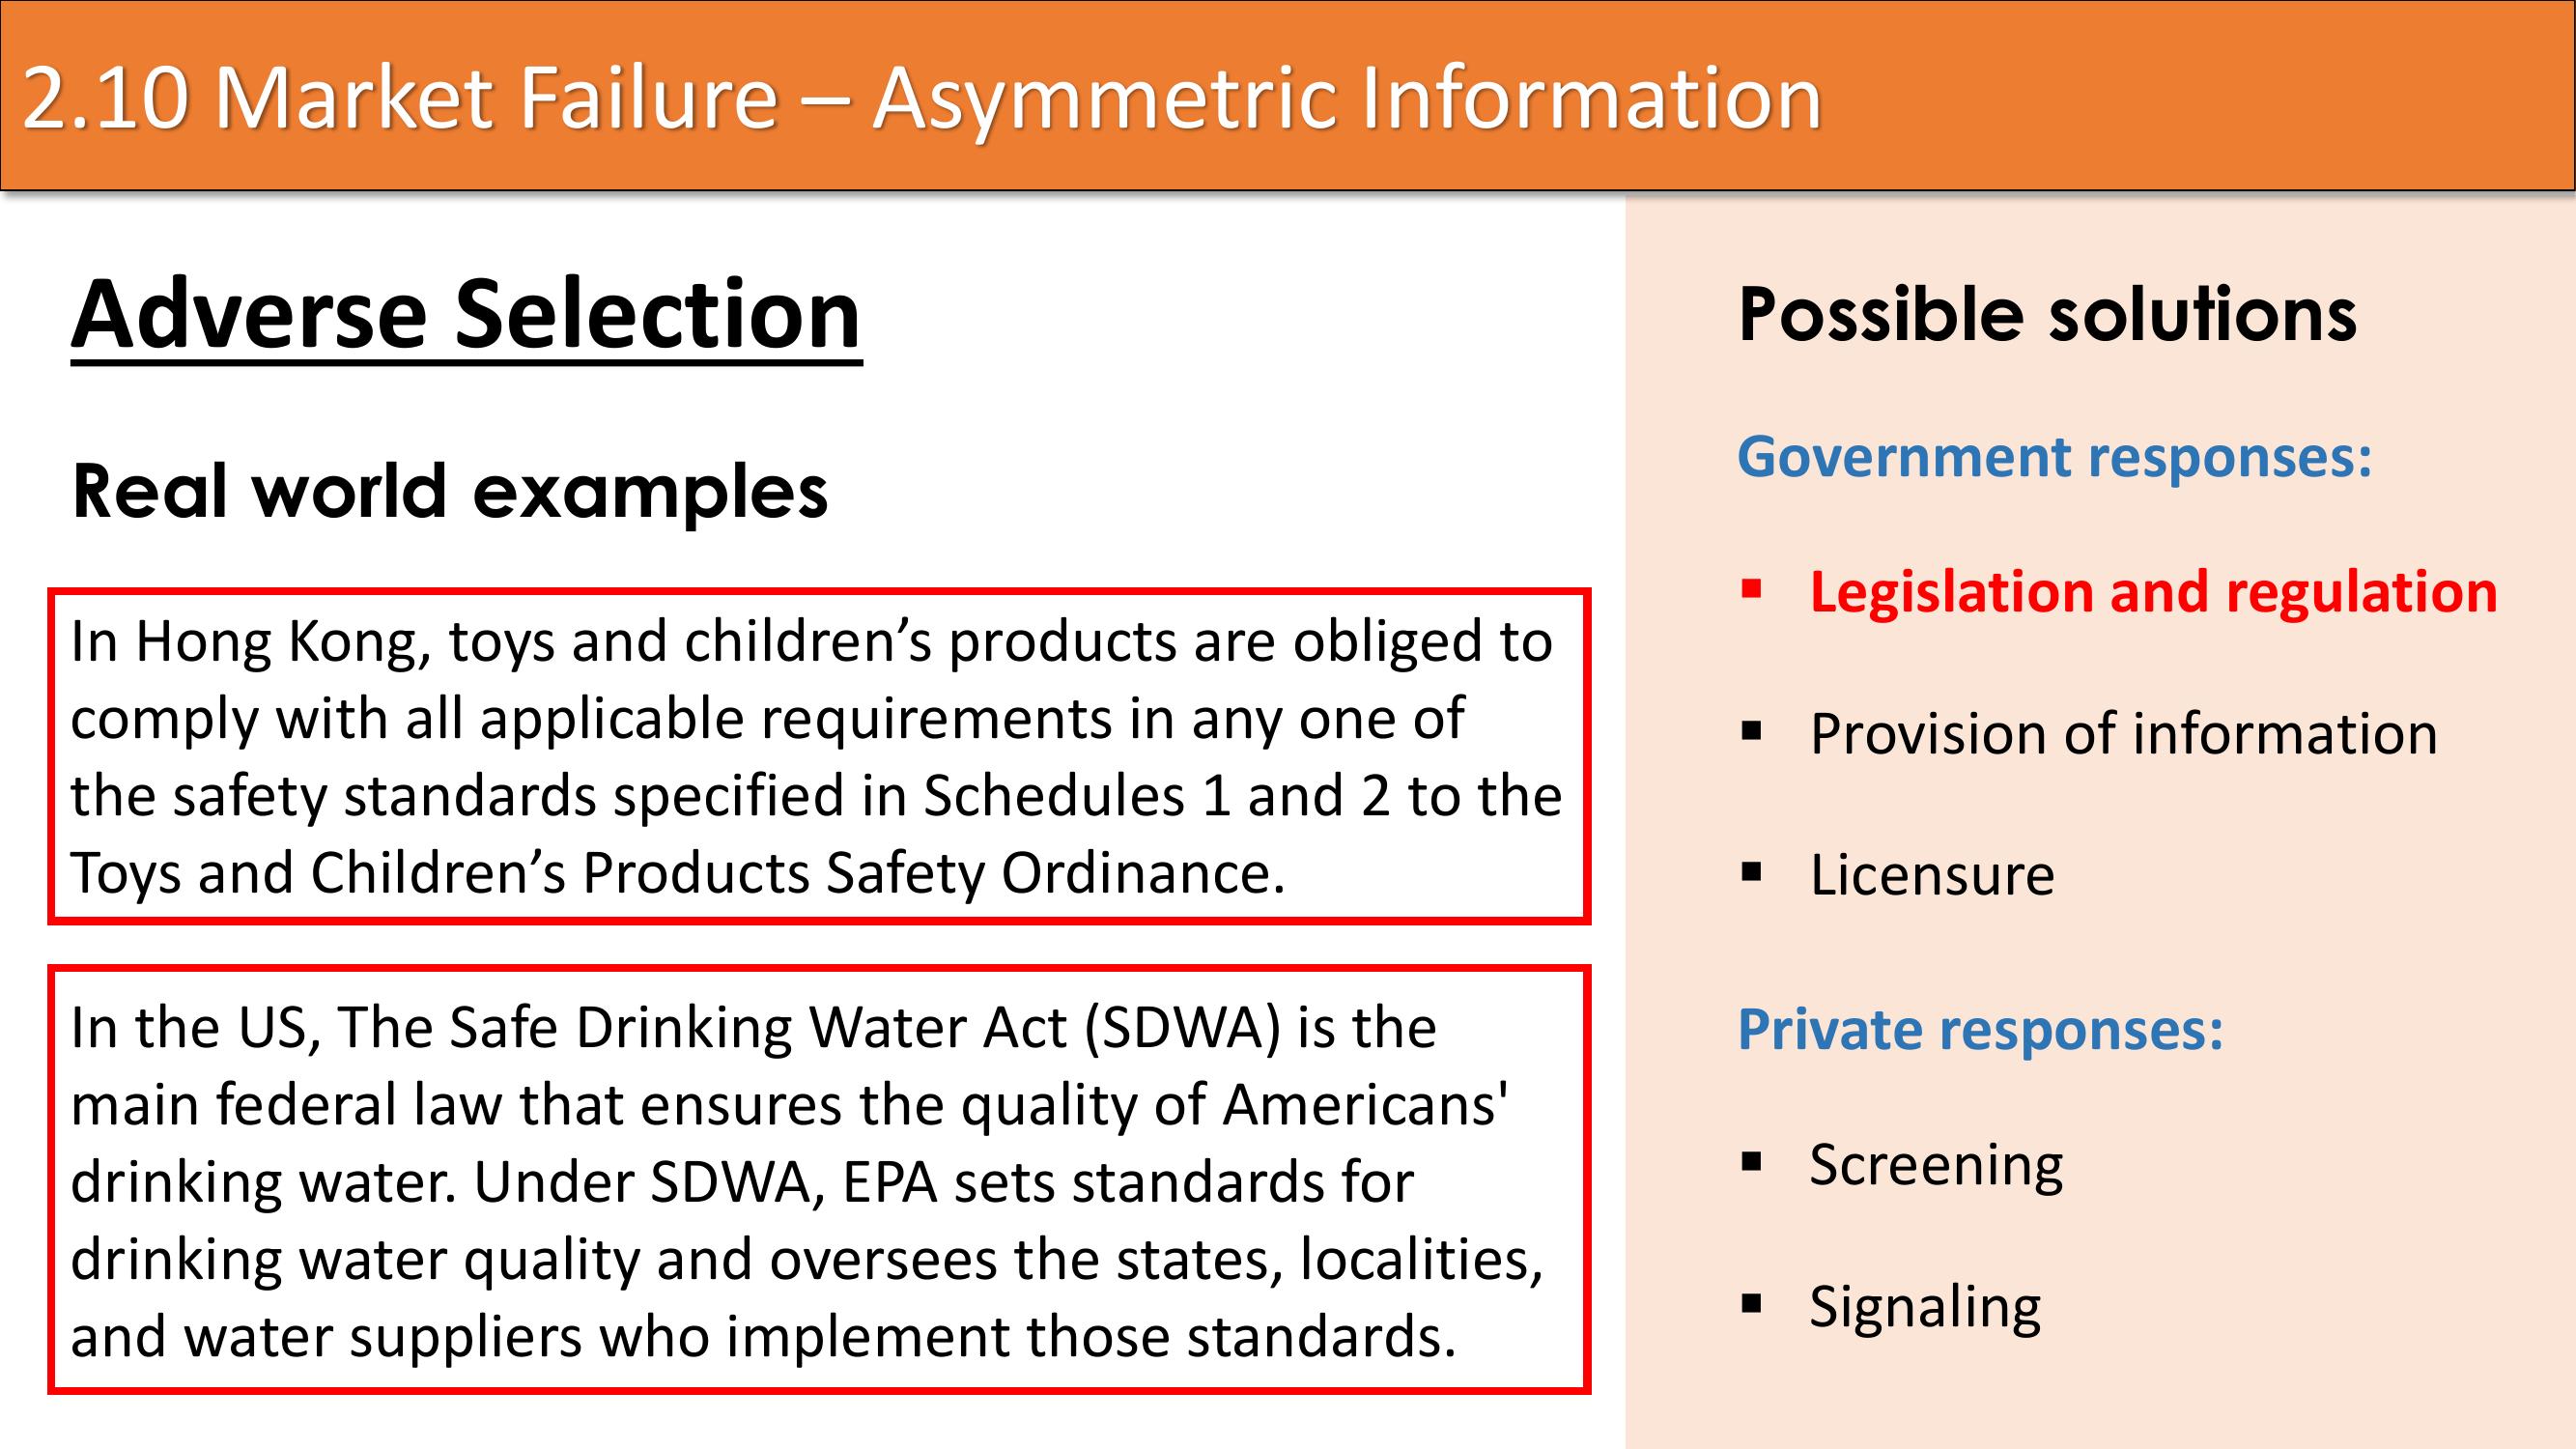 2.10 Market Failure – Asymmetric Information
Adverse Selection
Real world examples
In Hong Kong, toys and children’s products are obliged to
comply with all applicable requirements in any one of
the safety standards specified in Schedules 1 and 2 to the
Toys and Children’s Products Safety Ordinance.
In the US, The Safe Drinking Water Act (SDWA) is the
main federal law that ensures the quality of Americans'
drinking water. Under SDWA, EPA sets standards for
drinking water quality and oversees the states, localities,
and water suppliers who implement those standards.
Possible solutions
Government responses:
▪ Legislation and regulation
▪ Provision of information
▪ Licensure
Private responses:
▪ Screening
▪ Signaling